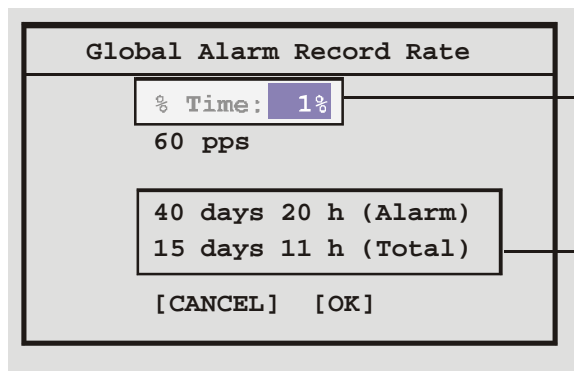 Global Alarm Record Rate
% Time: 1%
60 pps
40 days 20 h (Alarm)
15 days 11 h (Total)
[CANCEL] [OK]